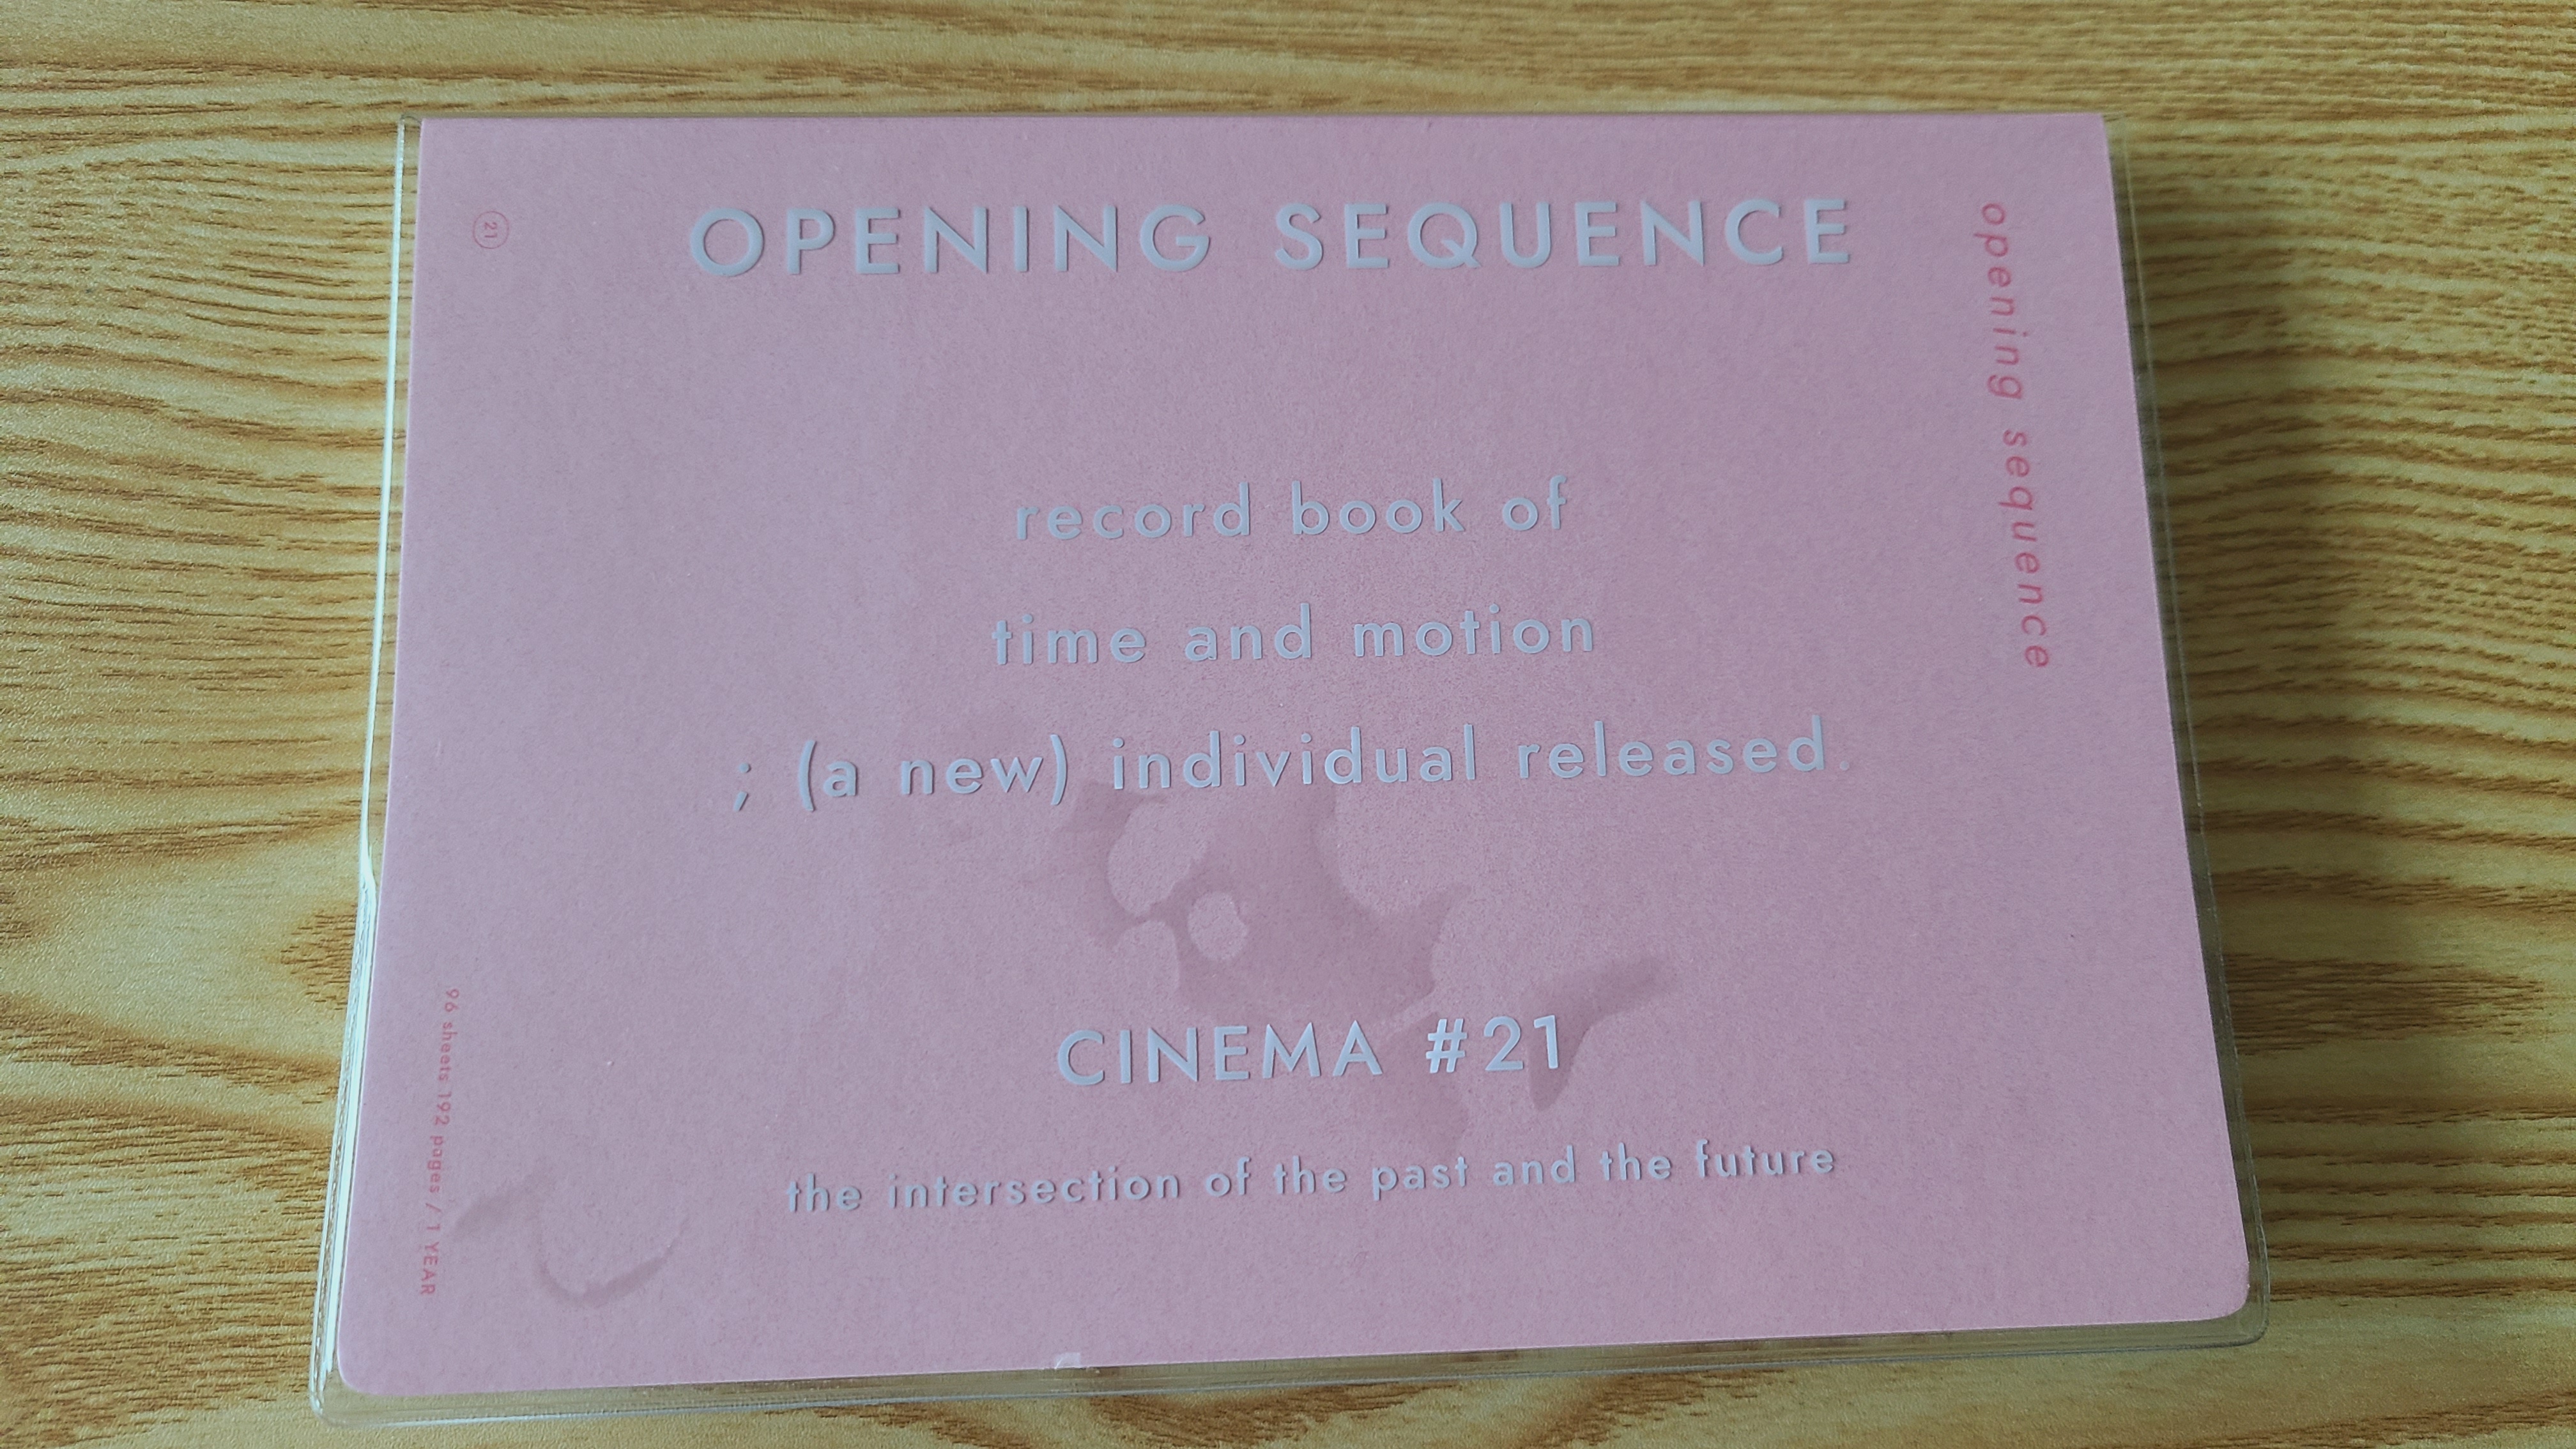 OPENING SEQUENCE
21
opening sequence
record book of
time and motion
; (a new) individual released.
CINEMA #21
the intersection of the past and the future
96 sheets 192 pages / 1 YEAR